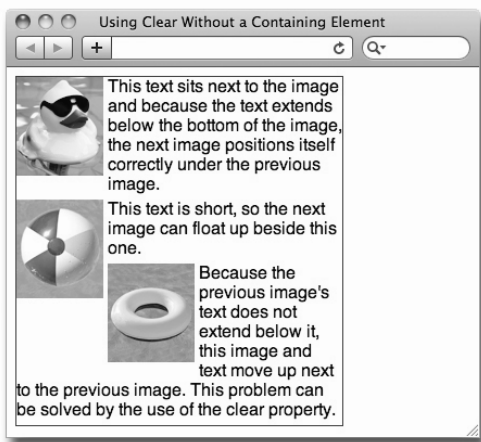 Using Clear Without a Containing Element
This text sits next to the image
and because the text extends
below the bottom of the image,
the next image positions itself
correctly under the previous
image.
This text is short, so the next
image can float up beside this
one.
Because the
previous image's
text does not
extend below it,
this image and
text move up next
to the previous image. This problem can
be solved by the use of the clear property.